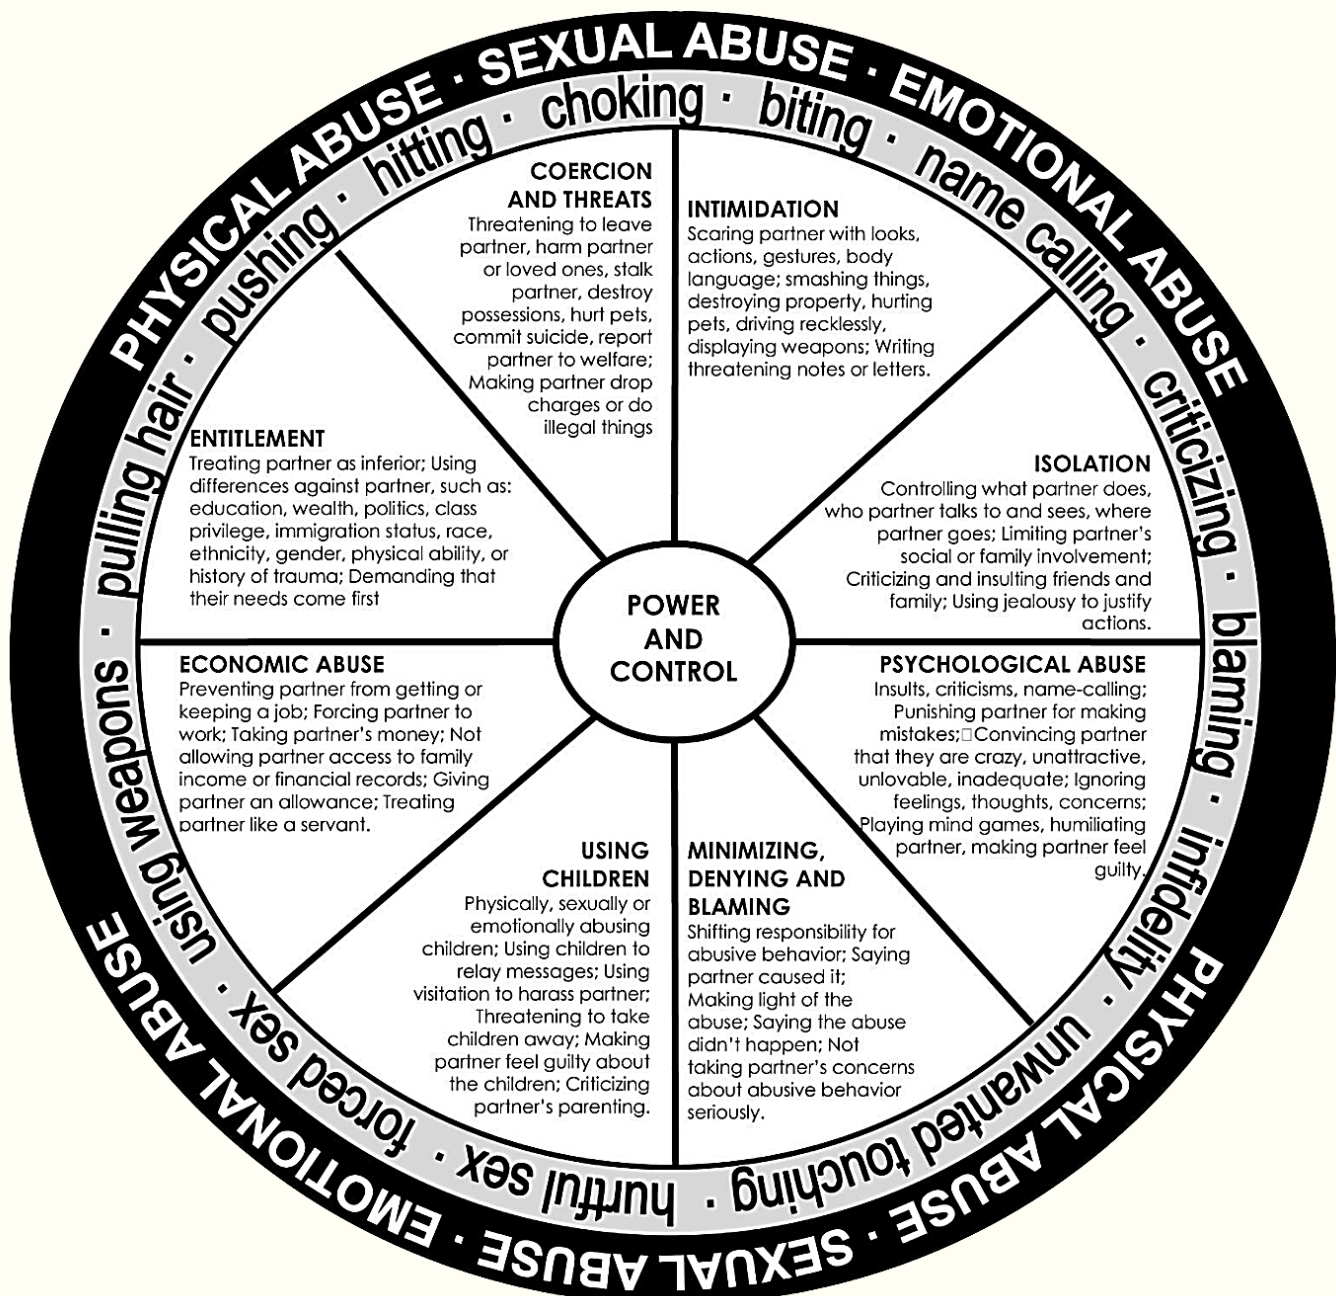 PHYSICAL ABUSE · SEXUAL ABUSE · EMOTIONAL ABUSE
PHYSICAL ABUSE · SEXUAL ABUSE · EMOTIONAL ABUSE
pushing · hitting · choking · biting · name calling · criticizing · blaming · infidelity · unwanted touching · hurtful sex · forced sex · using weapons · pulling hair ·
COERCION
AND THREATS
Threatening to leave
partner, harm partner
or loved ones, stalk
partner, destroy
possessions, hurt pets,
commit suicide, report
partner to welfare;
Making partner drop
charges or do
illegal things
INTIMIDATION
Scaring partner with looks,
actions, gestures, body
language; smashing things,
destroying property, hurting
pets, driving recklessly,
displaying weapons; Writing
threatening notes or letters.
ISOLATION
Controlling what partner does,
who partner talks to and sees, where
partner goes; Limiting partner's
social or family involvement;
Criticizing and insulting friends and
family; Using jealousy to justify
actions.
PSYCHOLOGICAL ABUSE
Insults, criticisms, name-calling;
Punishing partner for making
mistakes;□Convincing partner
that they are crazy, unattractive,
unlovable, inadequate; Ignoring
feelings, thoughts, concerns;
Playing mind games, humiliating
partner, making partner feel
guilty.
MINIMIZING,
DENYING AND
BLAMING
Shifting responsibility for
abusive behavior; Saying
partner caused it;
Making light of the
abuse; Saying the abuse
didn't happen; Not
taking partner's concerns
about abusive behavior
seriously.
USING
CHILDREN
Physically, sexually or
emotionally abusing
children; Using children to
relay messages; Using
visitation to harass partner;
Threatening to take
children away; Making
partner feel guilty about
the children; Criticizing
partner's parenting.
ECONOMIC ABUSE
Preventing partner from getting or
keeping a job; Forcing partner to
work; Taking partner's money; Not
allowing partner access to family
income or financial records; Giving
partner an allowance; Treating
partner like a servant.
ENTITLEMENT
Treating partner as inferior; Using
differences against partner, such as:
education, wealth, politics, class
privilege, immigration status, race,
ethnicity, gender, physical ability, or
history of trauma; Demanding that
their needs come first
POWER
AND
CONTROL